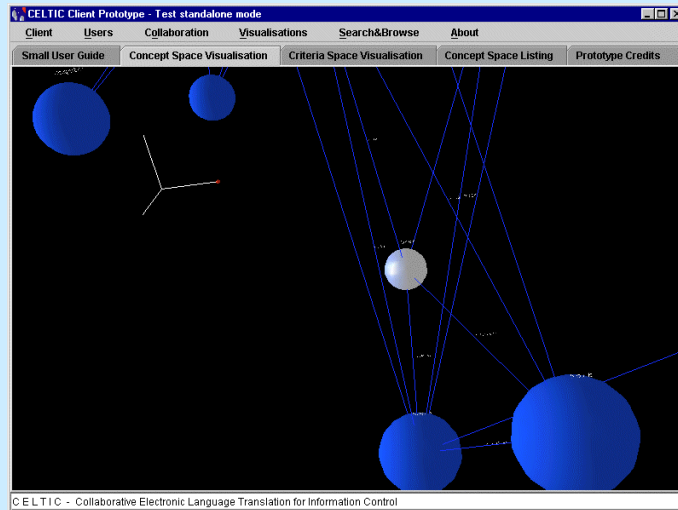 CELTIC Client Prototype - Test standalone mode
Client Users Collaboration Visualisations Search&Browse About
Small User Guide Concept Space Visualisation Criteria Space Visualisation Concept Space Listing Prototype Credits
C E L T I C - Collaborative Electronic Language Translation for Information Control